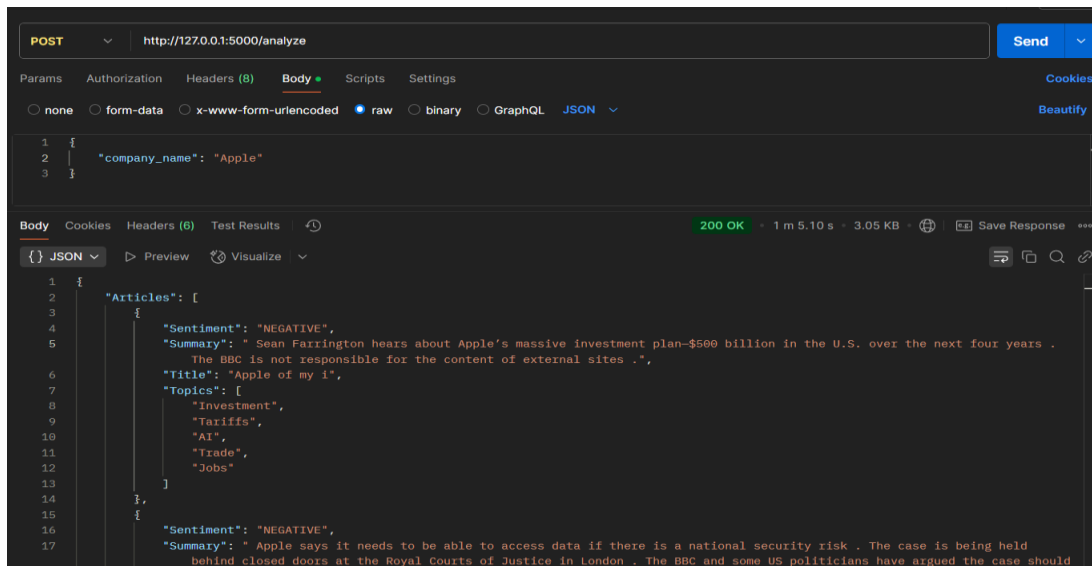 POST http://127.0.0.1:5000/analyze Send
Params Authorization Headers (8) Body Scripts Settings Cookies
none form-data x-www-form-urlencoded raw binary GraphQL JSON Beautify
1 {
2 "company_name": "Apple"
3 }
Body Cookies Headers (6) Test Results 200 OK 1 m 5.10 s 3.05 KB e.g. Save Response
{} JSON Preview Visualize
1 {
2 "Articles": [
3 {
4 "Sentiment": "NEGATIVE",
5 "Summary": " Sean Farrington hears about Apple's massive investment plan—$500 billion in the U.S. over the next four years .
The BBC is not responsible for the content of external sites .",
6 "Title": "Apple of my i",
7 "Topics": [
8 "Investment",
9 "Tariffs",
10 "AI",
11 "Trade",
12 "Jobs"
13 ]
14 },
15 {
16 "Sentiment": "NEGATIVE",
17 "Summary": " Apple says it needs to be able to access data if there is a national security risk . The case is being held
behind closed doors at the Royal Courts of Justice in London . The BBC and some US politicians have argued the case should